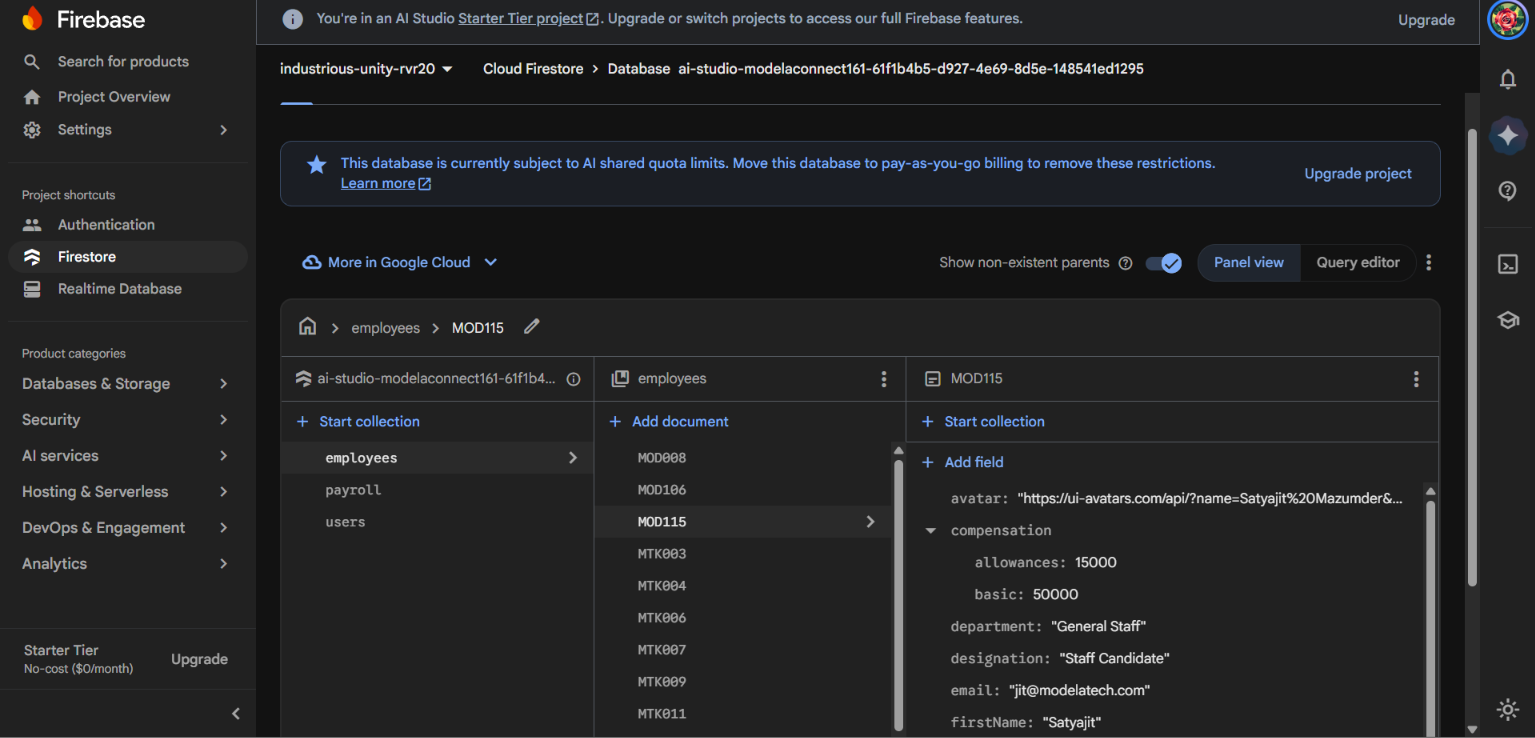 Firebase
Search for products
Project Overview
Settings
Project shortcuts
Authentication
Firestore
Realtime Database
Product categories
Databases & Storage
Security
AI services
Hosting & Serverless
DevOps & Engagement
Analytics
Starter Tier
No-cost ($0/month)
Upgrade
You're in an AI Studio Starter Tier project. Upgrade or switch projects to access our full Firebase features.
Upgrade
industrious-unity-rvr20
Cloud Firestore > Database ai-studio-modelaconnect161-61f1b4b5-d927-4e69-8d5e-148541ed1295
This database is currently subject to AI shared quota limits. Move this database to pay-as-you-go billing to remove these restrictions.
Learn more
Upgrade project
More in Google Cloud
Show non-existent parents
Panel view
Query editor
employees > MOD115
ai-studio-modelaconnect161-61f1b4...
+ Start collection
employees
payroll
users
employees
+ Add document
MOD008
MOD106
MOD115
MTK003
MTK004
MTK006
MTK007
MTK009
MTK011
MOD115
+ Start collection
+ Add field
avatar: "https://ui-avatars.com/api/?name=Satyajit%20Mazumder&...
compensation
allowances: 15000
basic: 50000
department: "General Staff"
designation: "Staff Candidate"
email: "jit@modelatech.com"
firstName: "Satyajit"